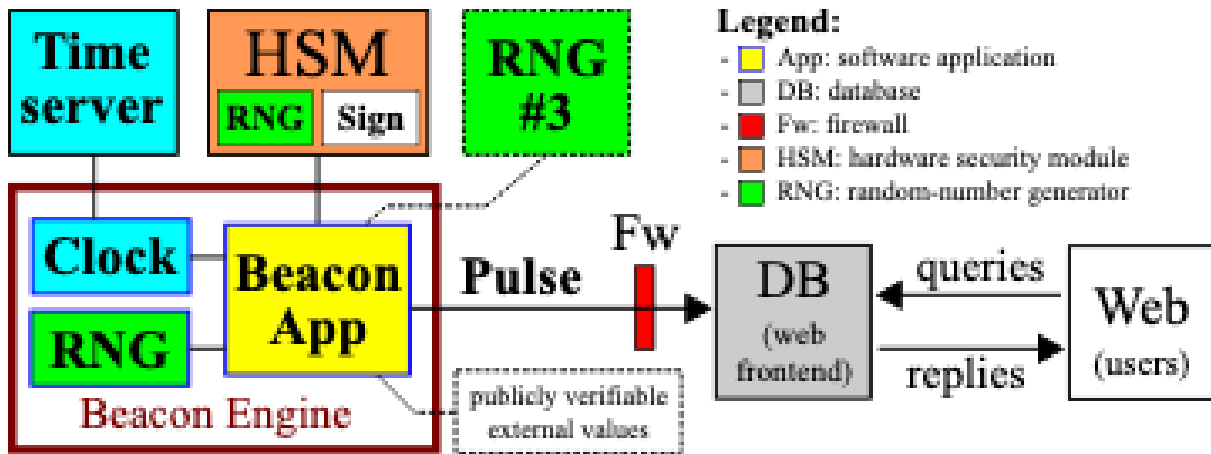 Time
server
HSM
RNG
Sign
RNG
#3
Legend:
- App: software application
- DB: database
- Fw: firewall
- HSM: hardware security module
- RNG: random-number generator
Clock
RNG
Beacon
App
Beacon Engine
Pulse
Fw
publicly verifiable
external values
DB
(web
frontend)
queries
replies
Web
(users)